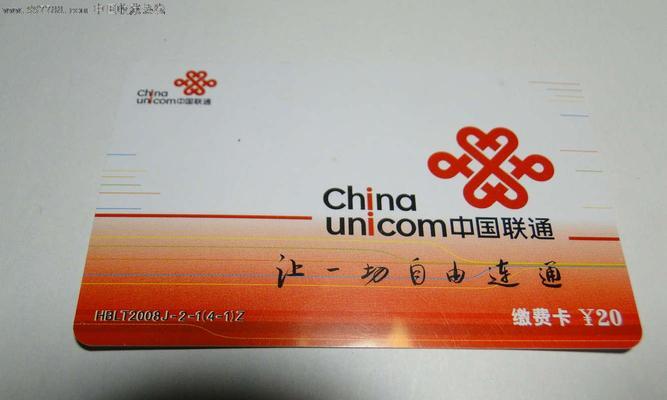 China
unicom中国联通
China
unicom中国联通
让一切自由连通
HBLT2008J-2-1(4-1)Z
缴费卡 ¥20